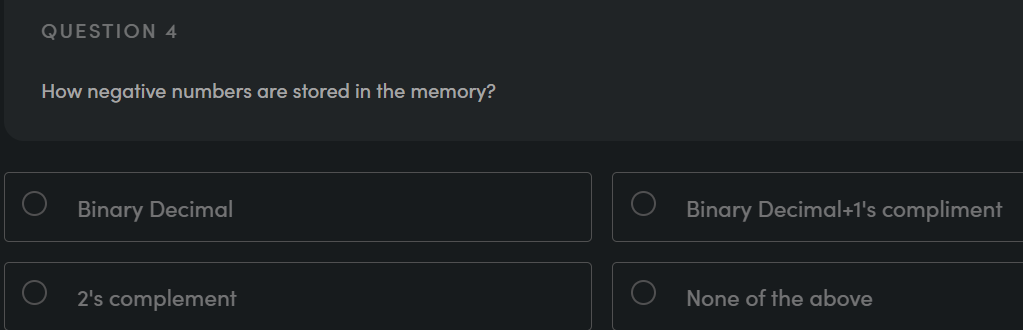 QUESTION 4
How negative numbers are stored in the memory?
Binary Decimal
Binary Decimal+1's compliment
2's complement
None of the above